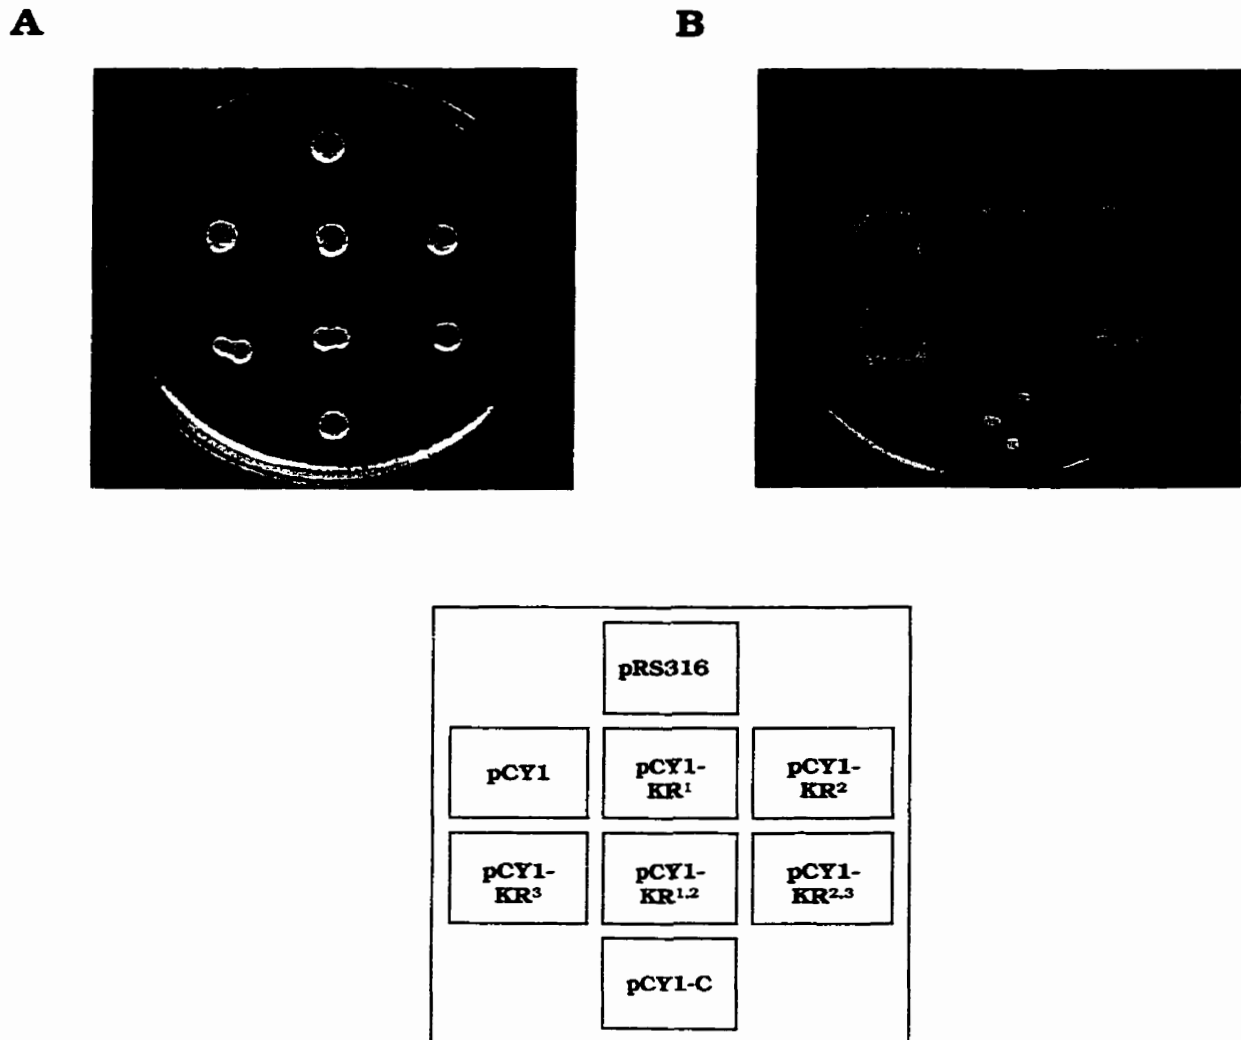 A
B
pRS316
pCY1
pCY1-
KR¹
pCY1-
KR²
pCY1-
KR³
pCY1-
KR¹,²
pCY1-
KR²,³
pCY1-C